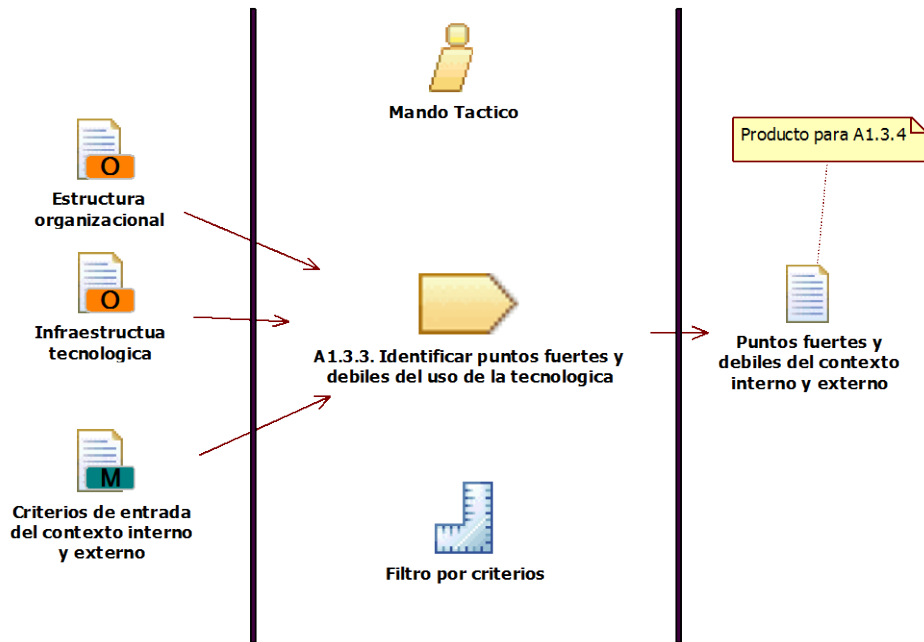 Mando Tactico
Producto para A1.3.4
O
Estructura
organizacional
O
Infraestructua
tecnologica
A1.3.3. Identificar puntos fuertes y
debiles del uso de la tecnologica
Puntos fuertes y
debiles del contexto
interno y externo
M
Criterios de entrada
del contexto interno
y externo
Filtro por criterios